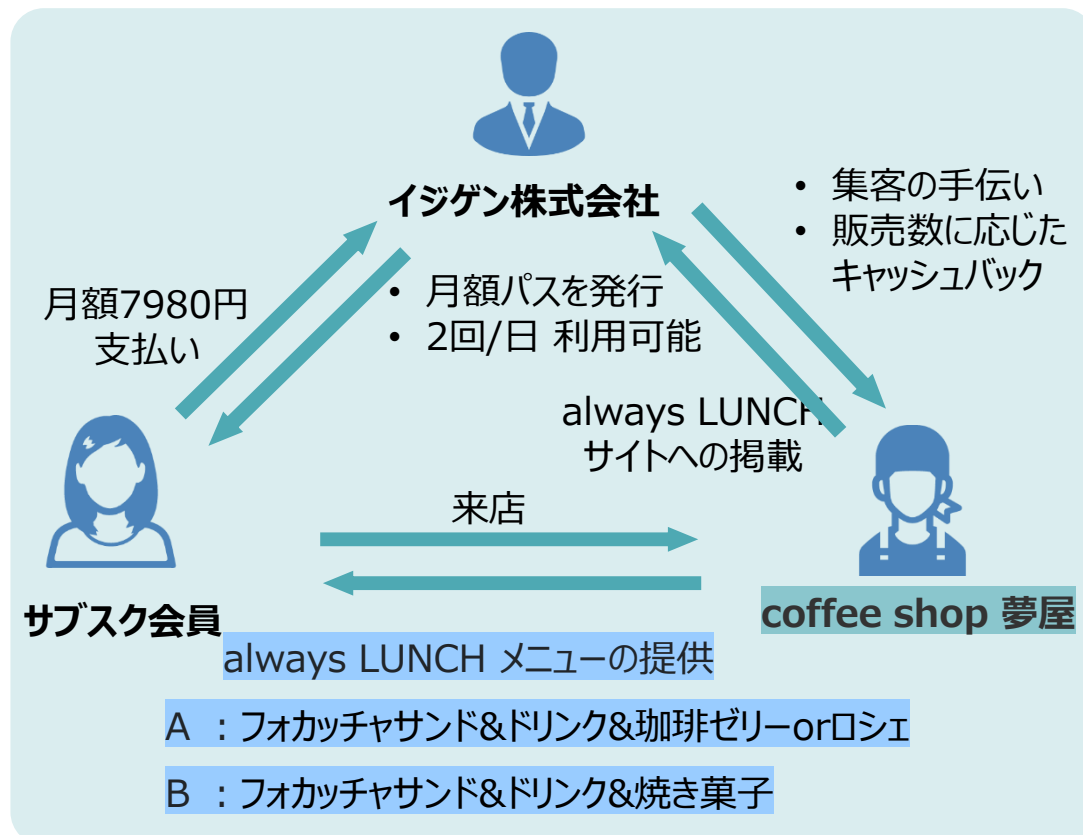 イジゲン株式会社
• 集客の手伝い
• 販売数に応じた
キャッシュバック
月額7980円
支払い
• 月額パスを発行
• 2回/日 利用可能
always LUNCH
サイトへの掲載
来店
サブスク会員
coffee shop 夢屋
always LUNCH メニューの提供
A ：フォカッチャサンド&ドリンク&珈琲ゼリーorロシェ
B ：フォカッチャサンド&ドリンク&焼き菓子